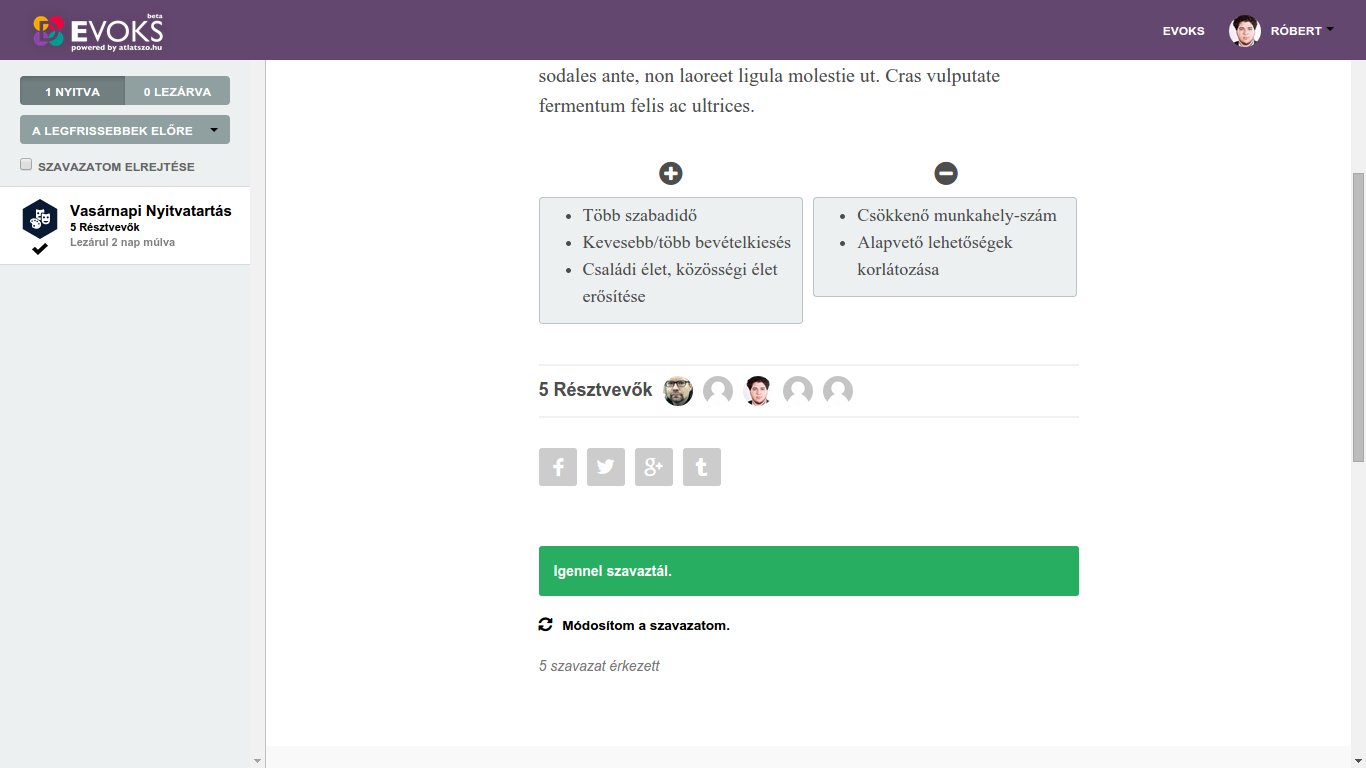 beta
EVOKS
powered by atlatszo.hu
EVOKS
RÓBERT
1 NYITVA
0 LEZÁRVA
A LEGFRISSEBBEK ELŐRE
SZAVAZATOM ELREJTÉSE
Vasárnapi Nyitvatartás
5 Résztvevők
Lezárul 2 nap múlva
sodales ante, non laoreet ligula molestie ut. Cras vulputate
fermentum felis ac ultrices.
• Több szabadidő
• Kevesebb/több bevételkiesés
• Családi élet, közösségi élet
erősítése
• Csökkenő munkahely-szám
• Alapvető lehetőségek
korlátozása
5 Résztvevők
Igennel szavaztál.
Módosítom a szavazatom.
5 szavazat érkezett